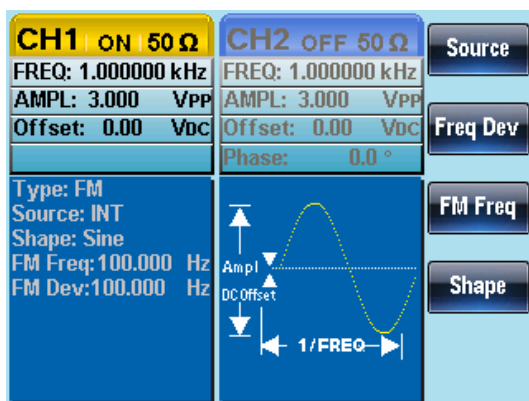 CH1 ON 50 Ω
FREQ: 1.000000 kHz
AMPL: 3.000 VPP
Offset: 0.00 VDC
CH2 OFF 50 Ω
FREQ: 1.000000 kHz
AMPL: 3.000 VPP
Offset: 0.00 VDC
Phase: 0.0 °
Type: FM
Source: INT
Shape: Sine
FM Freq:100.000 Hz
FM Dev:100.000 Hz
Ampl
DC Offset
1/FREQ
Source
Freq Dev
FM Freq
Shape